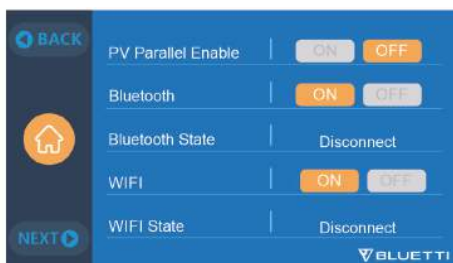 BACK
PV Parallel Enable ON OFF
Bluetooth ON OFF
Bluetooth State Disconnect
WIFI ON OFF
WIFI State Disconnect
NEXT
BLUETTI